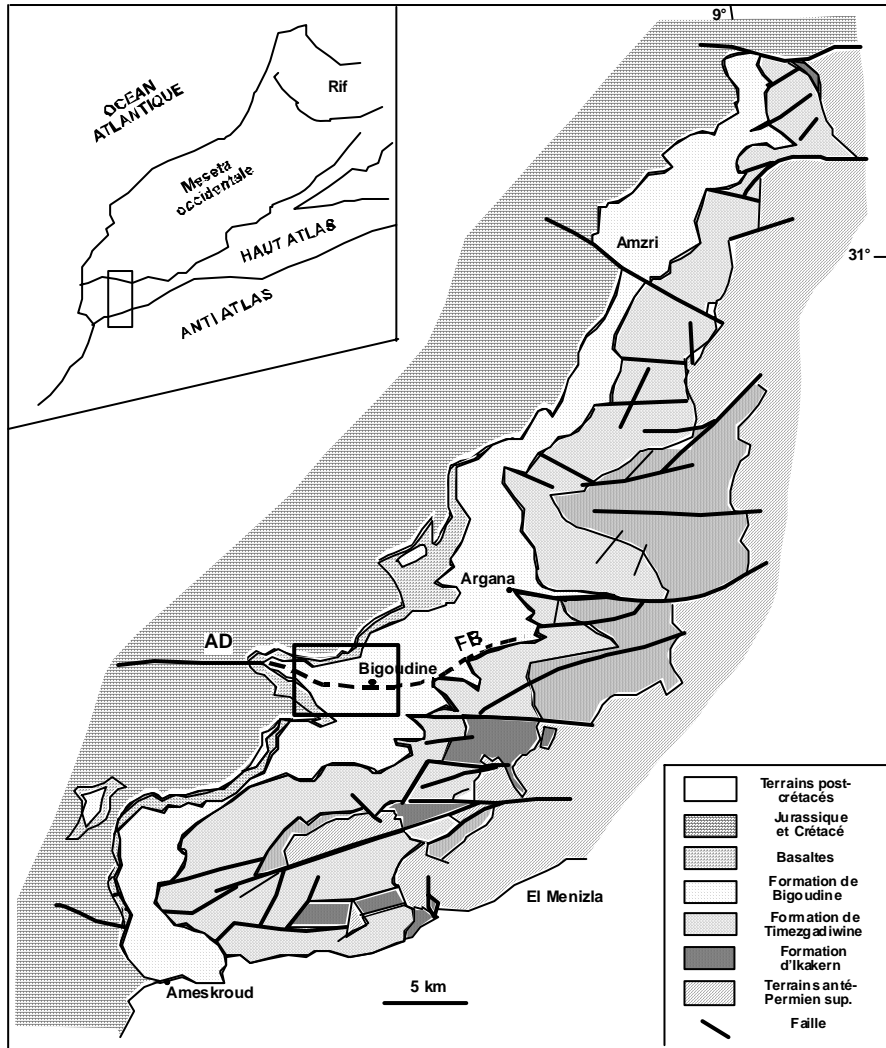 9°
Rif
OCEAN
ATLANTIQUE
Meseta
occidentale
HAUT ATLAS
ANTI ATLAS
Amzri
31°
Argana
AD
FB
Bigoudine
El Menizla
Ameskroud
5 km
Terrains post-
crétacés
Jurassique
et Crétacé
Basaltes
Formation de
Bigoudine
Formation de
Timezgadiwine
Formation
d'Ikakern
Terrains anté-
Permien sup.
Faille